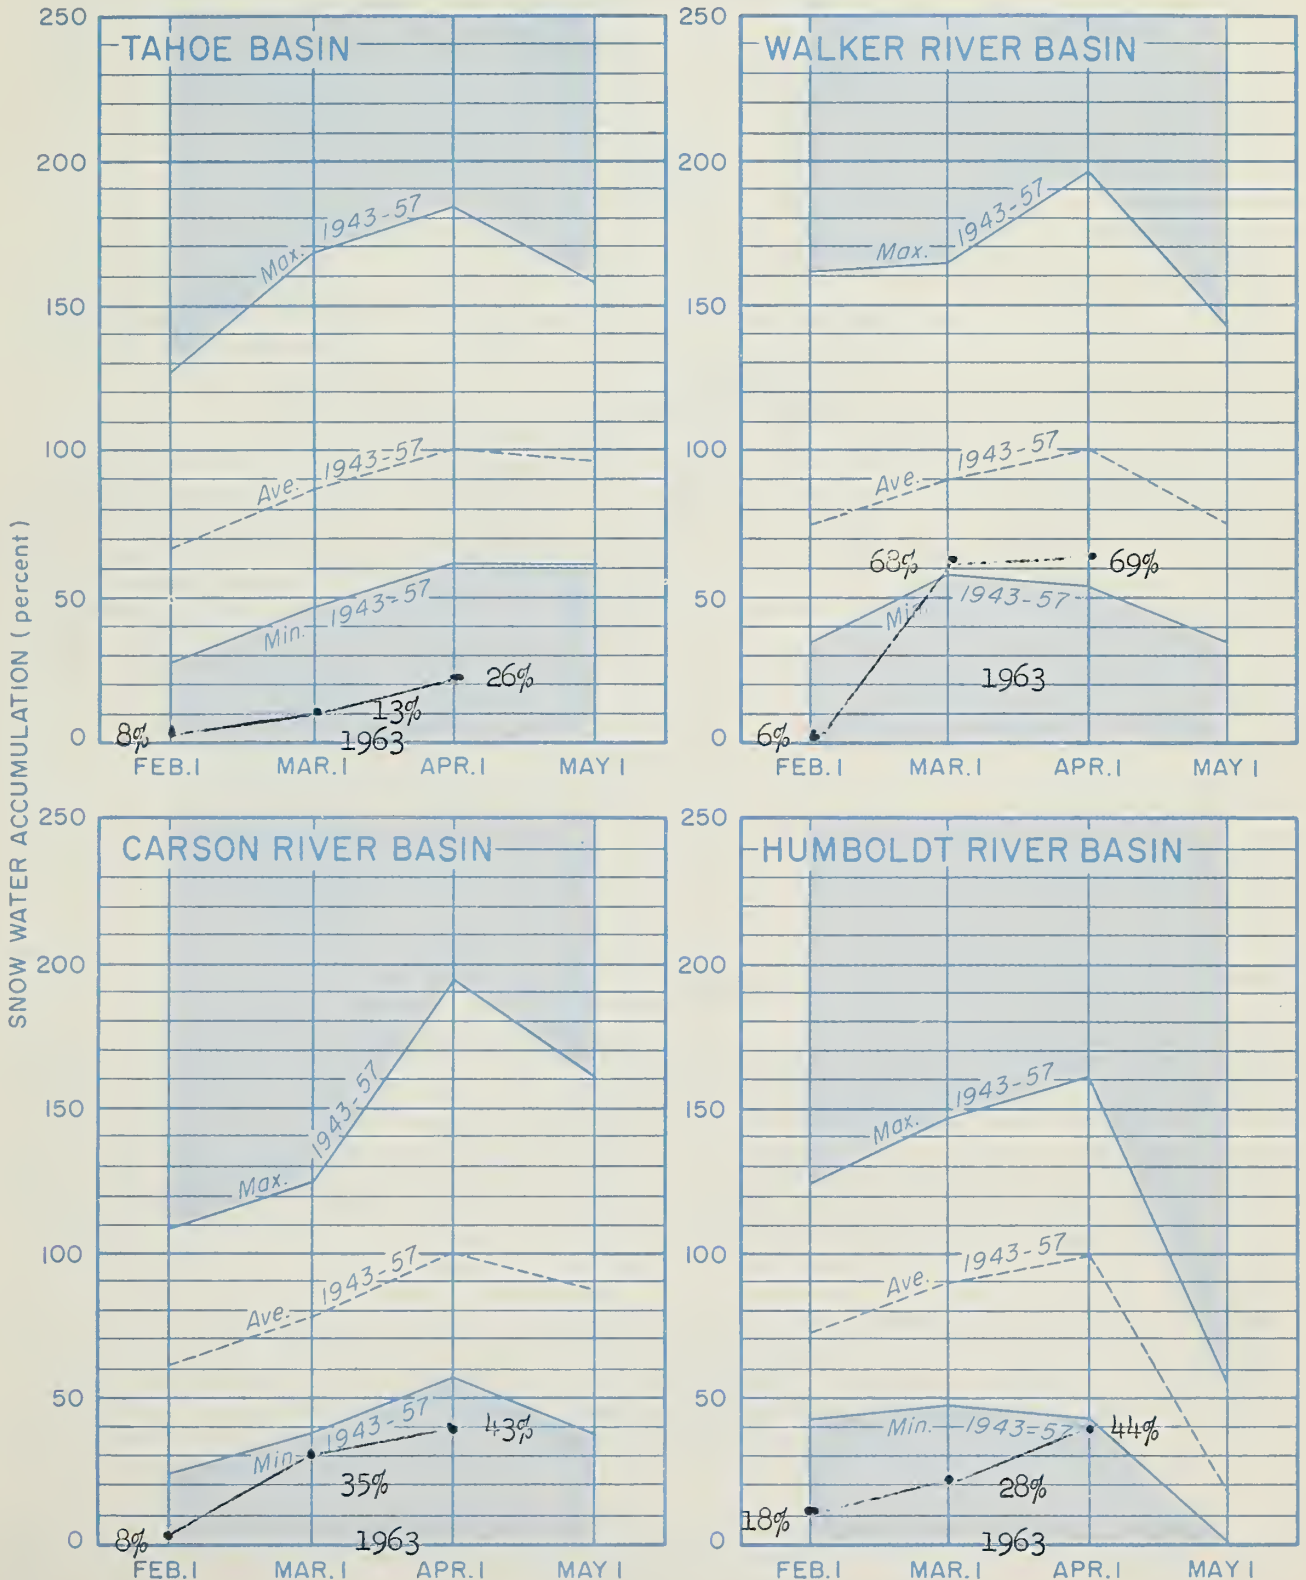 SNOW WATER ACCUMULATION (percent)
TAHOE BASIN
250
200
150
100
50
0
Max. 1943-57
Ave. 1943-57
Min. 1943-57
8%
13%
26%
1963
FEB.1 MAR.1 APR.1 MAY 1
WALKER RIVER BASIN
250
200
150
100
50
0
Max. 1943-57
Ave. 1943-57
Min. 1943-57
6%
68%
69%
1963
FEB.1 MAR.1 APR.1 MAY 1
CARSON RIVER BASIN
250
200
150
100
50
0
Max. 1943-57
Ave. 1943-57
Min. 1943-57
8%
35%
43%
1963
FEB.1 MAR.1 APR.1 MAY 1
HUMBOLDT RIVER BASIN
250
200
150
100
50
0
Max. 1943-57
Ave. 1943-57
Min. 1943-57
18%
28%
44%
1963
FEB.1 MAR.1 APR.1 MAY 1